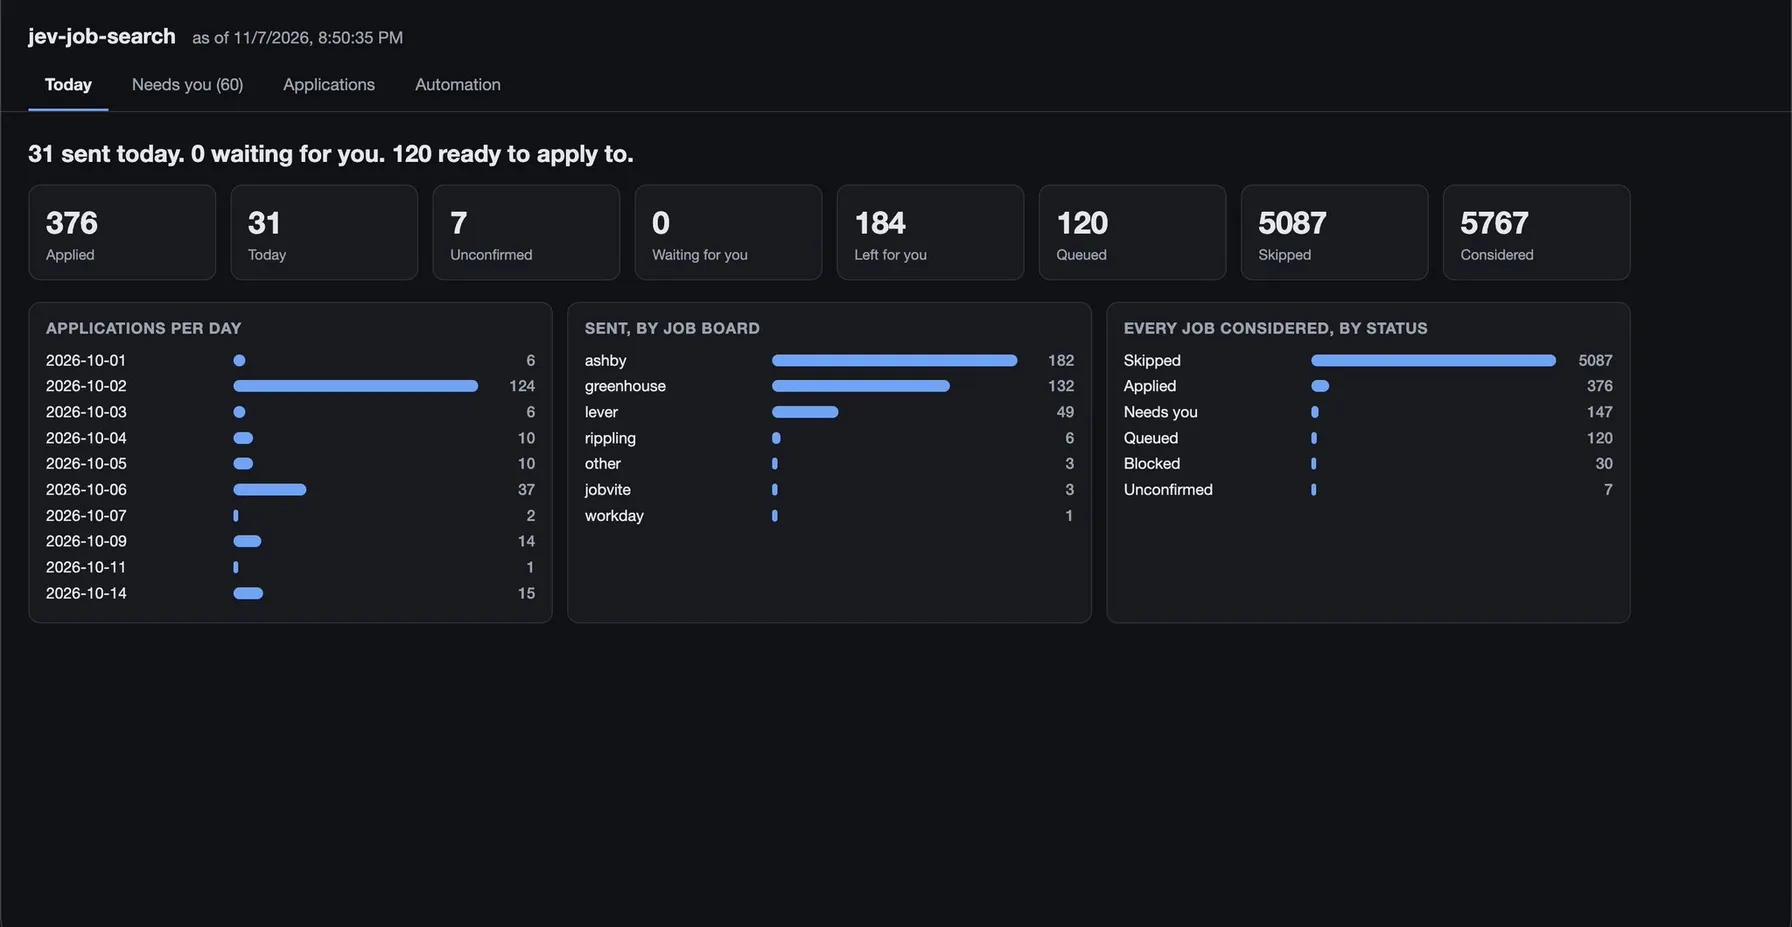 jev-job-search as of 11/7/2026, 8:50:35 PM
Today Needs you (60) Applications Automation
31 sent today. 0 waiting for you. 120 ready to apply to.
376
Applied
31
Today
7
Unconfirmed
0
Waiting for you
184
Left for you
120
Queued
5087
Skipped
5767
Considered
APPLICATIONS PER DAY
2026-10-01 6
2026-10-02 124
2026-10-03 6
2026-10-04 10
2026-10-05 10
2026-10-06 37
2026-10-07 2
2026-10-09 14
2026-10-11 1
2026-10-14 15
SENT, BY JOB BOARD
ashby 182
greenhouse 132
lever 49
rippling 6
other 3
jobvite 3
workday 1
EVERY JOB CONSIDERED, BY STATUS
Skipped 5087
Applied 376
Needs you 147
Queued 120
Blocked 30
Unconfirmed 7